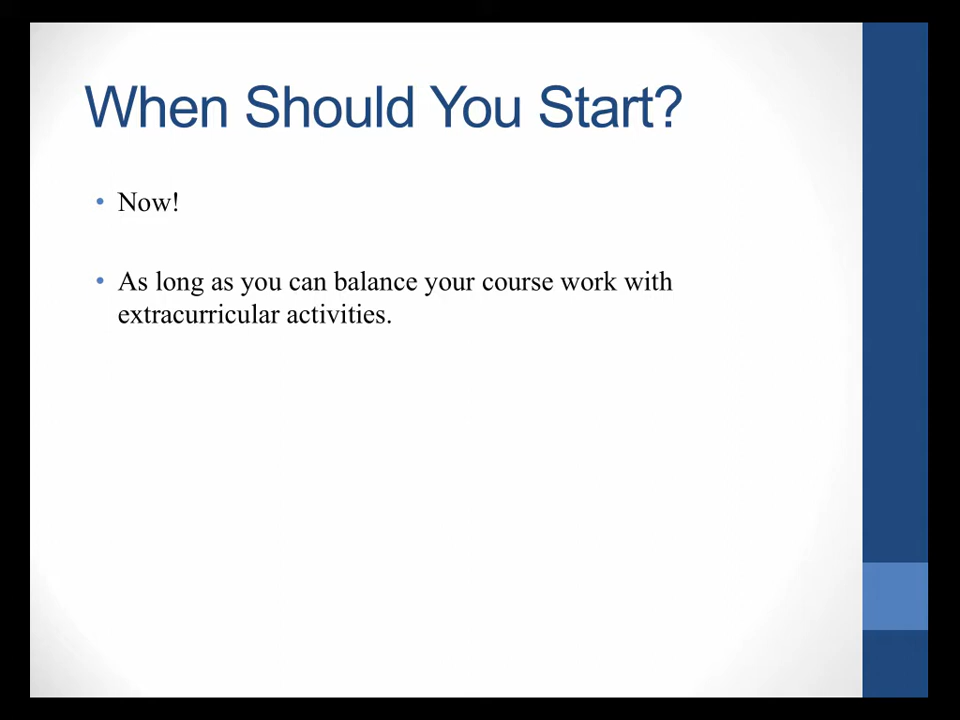 When Should You Start?
• Now!
• As long as you can balance your course work with
extracurricular activities.